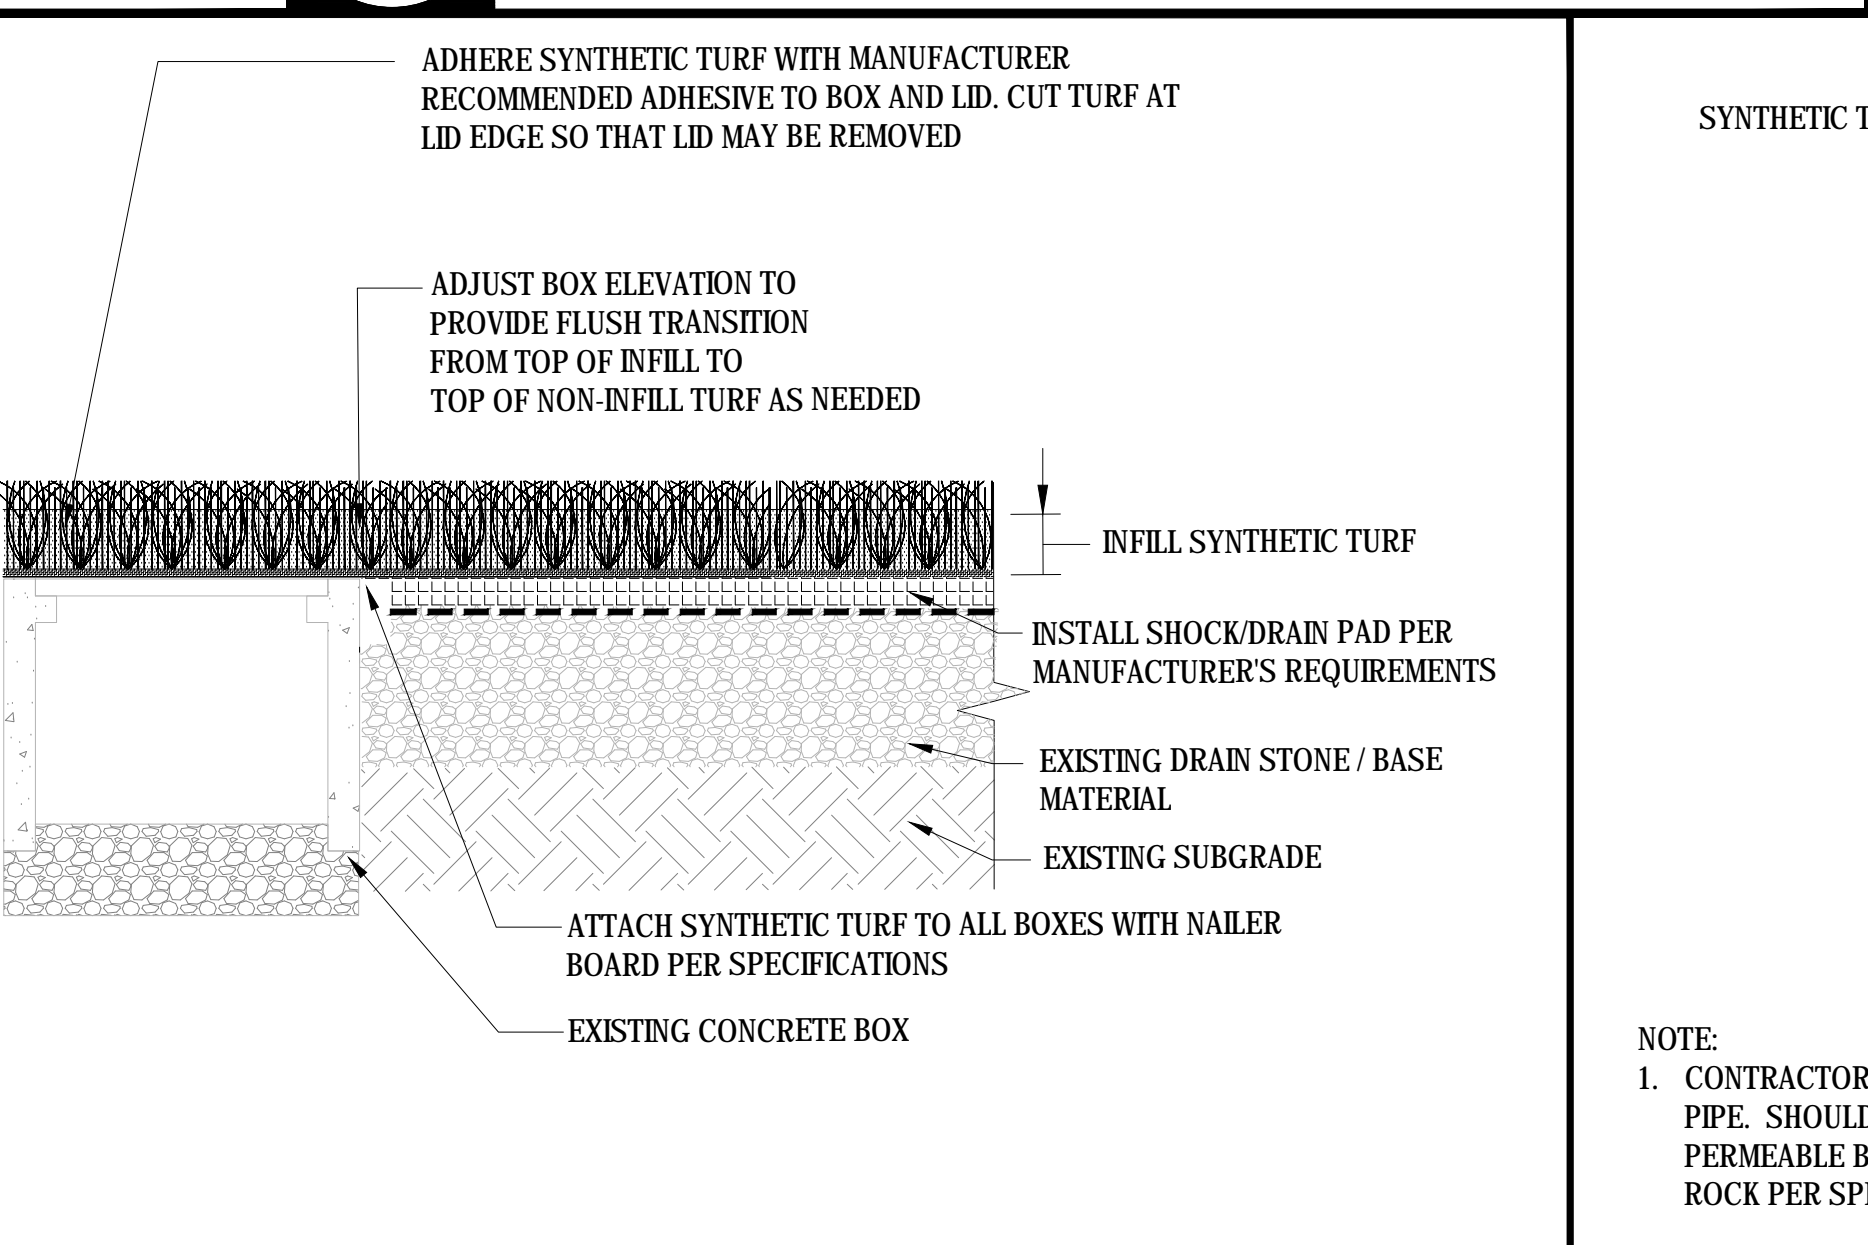 ADHERE SYNTHETIC TURF WITH MANUFACTURER
RECOMMENDED ADHESIVE TO BOX AND LID. CUT TURF AT
LID EDGE SO THAT LID MAY BE REMOVED
ADJUST BOX ELEVATION TO
PROVIDE FLUSH TRANSITION
FROM TOP OF INFILL TO
TOP OF NON-INFILL TURF AS NEEDED
INFILL SYNTHETIC TURF
INSTALL SHOCK/DRAIN PAD PER
MANUFACTURER'S REQUIREMENTS
EXISTING DRAIN STONE / BASE
MATERIAL
EXISTING SUBGRADE
ATTACH SYNTHETIC TURF TO ALL BOXES WITH NAILER
BOARD PER SPECIFICATIONS
EXISTING CONCRETE BOX
SYNTHETIC
NOTE:
1. CONTRACTOR
PIPE. SHOULD
PERMEABLE
ROCK PER